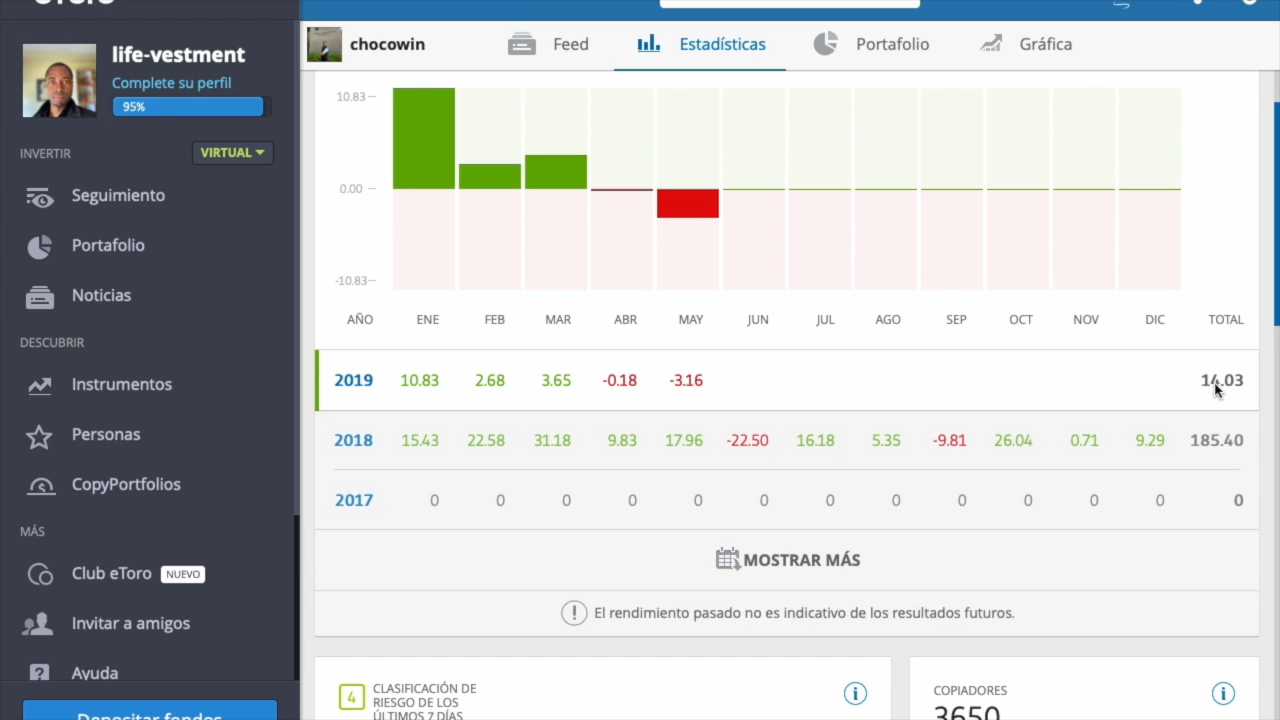 life-vestment
Complete su perfil
95%
INVERTIR
VIRTUAL
Seguimiento
Portafolio
Noticias
DESCUBRIR
Instrumentos
Personas
CopyPortfolios
MÁS
Club eToro NUEVO
Invitar a amigos
Ayuda
Depositar fondos
chocowin
Feed
Estadísticas
Portafolio
Gráfica
10.83
0.00
-10.83
AÑO ENE FEB MAR ABR MAY JUN JUL AGO SEP OCT NOV DIC TOTAL
2019 10.83 2.68 3.65 -0.18 -3.16 14.03
2018 15.43 22.58 31.18 9.83 17.96 -22.50 16.18 5.35 -9.81 26.04 0.71 9.29 185.40
2017 0 0 0 0 0 0 0 0 0 0 0 0 0
MOSTRAR MÁS
El rendimiento pasado no es indicativo de los resultados futuros.
4
CLASIFICACIÓN DE
RIESGO DE LOS
ÚLTIMOS 7 DÍAS
COPIADORES
3650